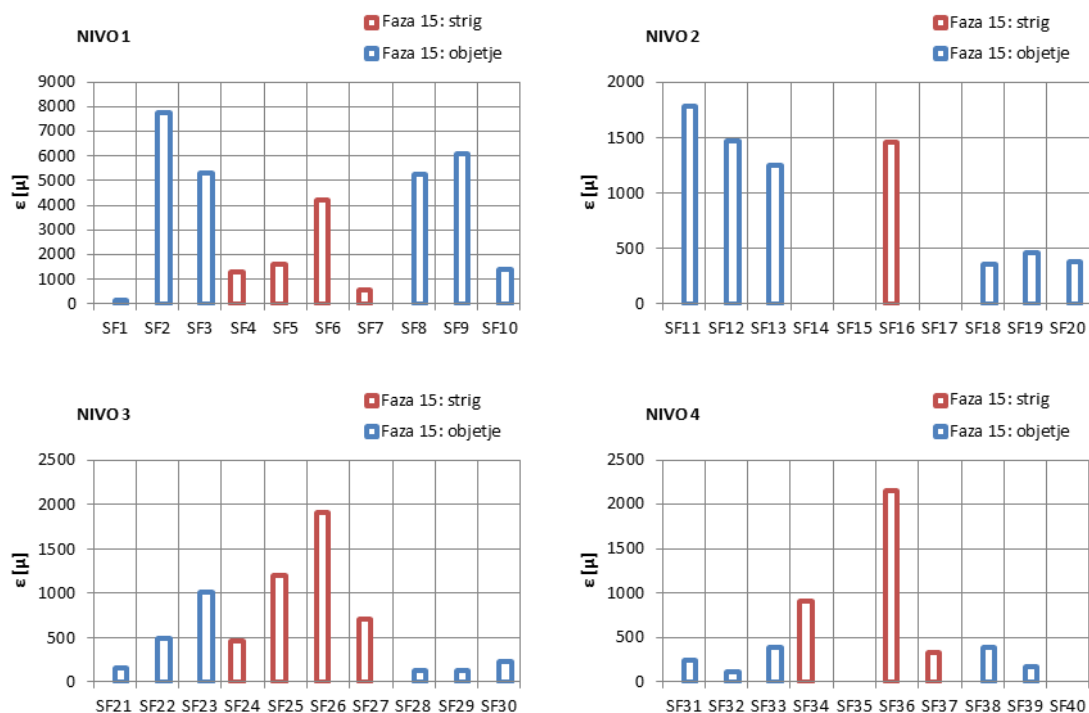 NIVO 1
Faza 15: strig
Faza 15: objetje
ε [µ]
9000
8000
7000
6000
5000
4000
3000
2000
1000
0
SF1 SF2 SF3 SF4 SF5 SF6 SF7 SF8 SF9 SF10
NIVO 2
Faza 15: strig
Faza 15: objetje
ε [µ]
2000
1500
1000
500
0
SF11 SF12 SF13 SF14 SF15 SF16 SF17 SF18 SF19 SF20
NIVO 3
Faza 15: strig
Faza 15: objetje
ε [µ]
2500
2000
1500
1000
500
0
SF21 SF22 SF23 SF24 SF25 SF26 SF27 SF28 SF29 SF30
NIVO 4
Faza 15: strig
Faza 15: objetje
ε [µ]
2500
2000
1500
1000
500
0
SF31 SF32 SF33 SF34 SF35 SF36 SF37 SF38 SF39 SF40